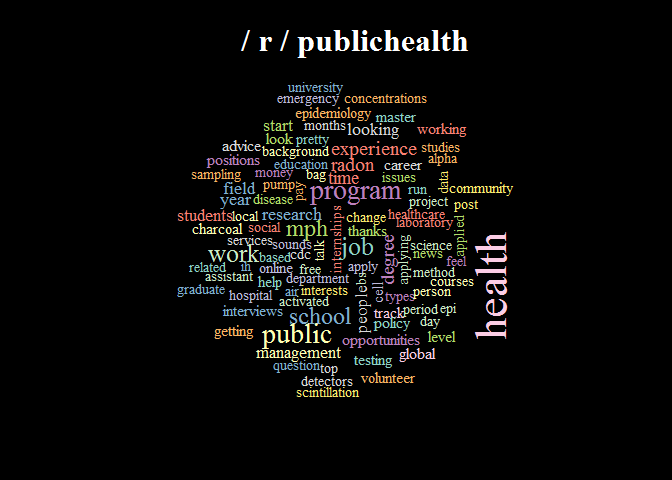 / r / publichealth
university
emergency concentrations
epidemiology master
start months looking working
look pretty
advice background experience studies
positions education radon career alpha
sampling money bag time issues data
field pump pay program run community
year disease project post
students local research internships change healthcare
charcoal social mph thanks laboratory applied
services sounds talk job degree applying science
work based cdc news
related ih online free apply feel
assistant help department method courses
graduate hospital air interests peoplebs cell types person
activated
interviews school track period epi
policy day
getting public opportunities level
management testing global
question top
detectors volunteer
scintillation
health